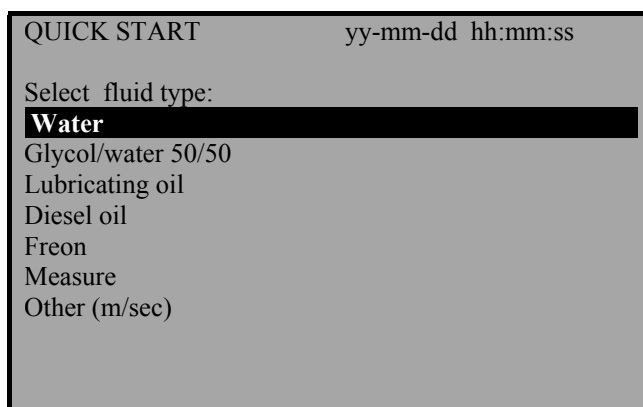 QUICK START yy-mm-dd hh:mm:ss
Select fluid type:
Water
Glycol/water 50/50
Lubricating oil
Diesel oil
Freon
Measure
Other (m/sec)